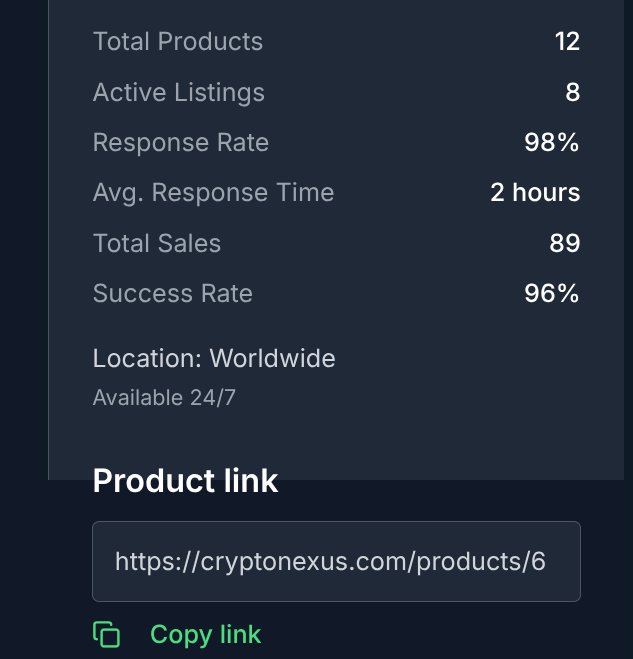 Total Products 12
Active Listings 8
Response Rate 98%
Avg. Response Time 2 hours
Total Sales 89
Success Rate 96%
Location: Worldwide
Available 24/7
Product link
https://cryptonexus.com/products/6
Copy link